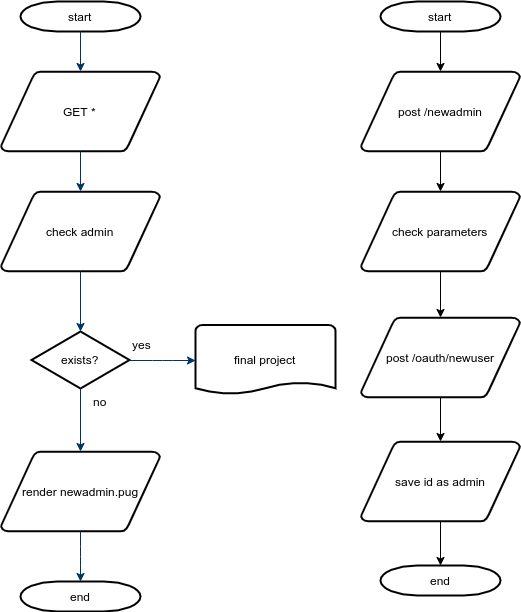 start
GET *
check admin
exists?
yes
final project
no
render newadmin.pug
end
start
post /newadmin
check parameters
post /oauth/newuser
save id as admin
end